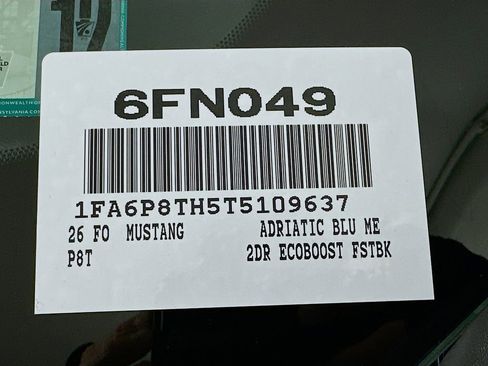 6FN049
1FA6P8TH5T5109637
26 FO MUSTANG ADRIATIC BLU ME
P8T 2DR ECOBOOST FSTBK